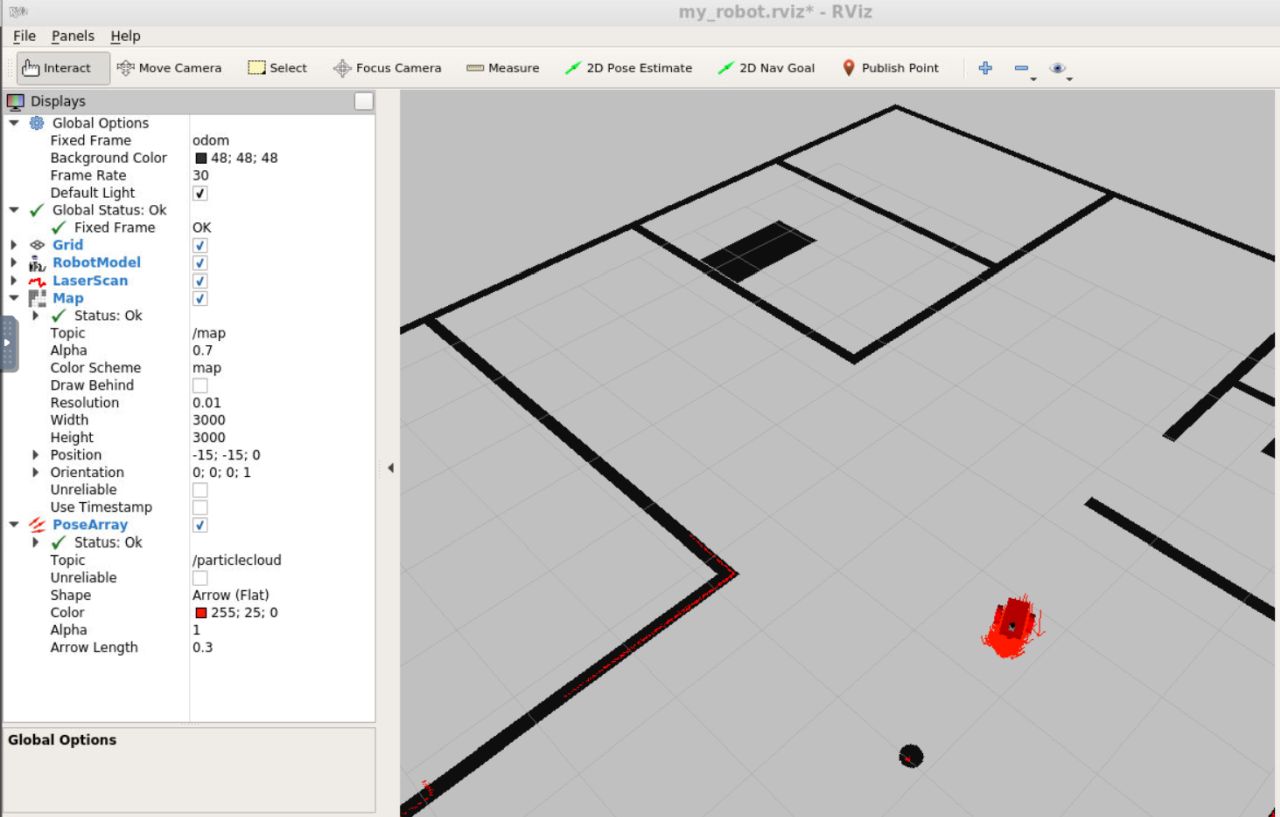 my_robot.rviz* - RViz
File Panels Help
Interact Move Camera Select Focus Camera Measure 2D Pose Estimate 2D Nav Goal Publish Point
Displays
Global Options
Fixed Frame odom
Background Color 48; 48; 48
Frame Rate 30
Default Light
Global Status: Ok
Fixed Frame OK
Grid
RobotModel
LaserScan
Map
Status: Ok
Topic /map
Alpha 0.7
Color Scheme map
Draw Behind
Resolution 0.01
Width 3000
Height 3000
Position -15; -15; 0
Orientation 0; 0; 0; 1
Unreliable
Use Timestamp
PoseArray
Status: Ok
Topic /particlecloud
Unreliable
Shape Arrow (Flat)
Color 255; 25; 0
Alpha 1
Arrow Length 0.3
Global Options